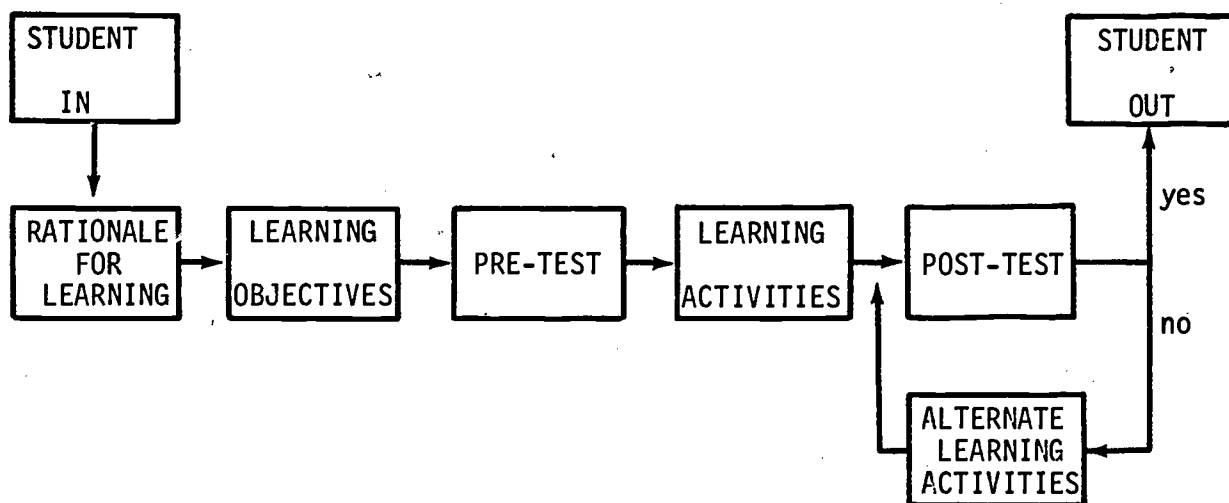 STUDENT
IN
STUDENT
OUT
RATIONALE
FOR
LEARNING
LEARNING
OBJECTIVES
PRE-TEST
LEARNING
ACTIVITIES
POST-TEST
yes
no
ALTERNATE
LEARNING
ACTIVITIES